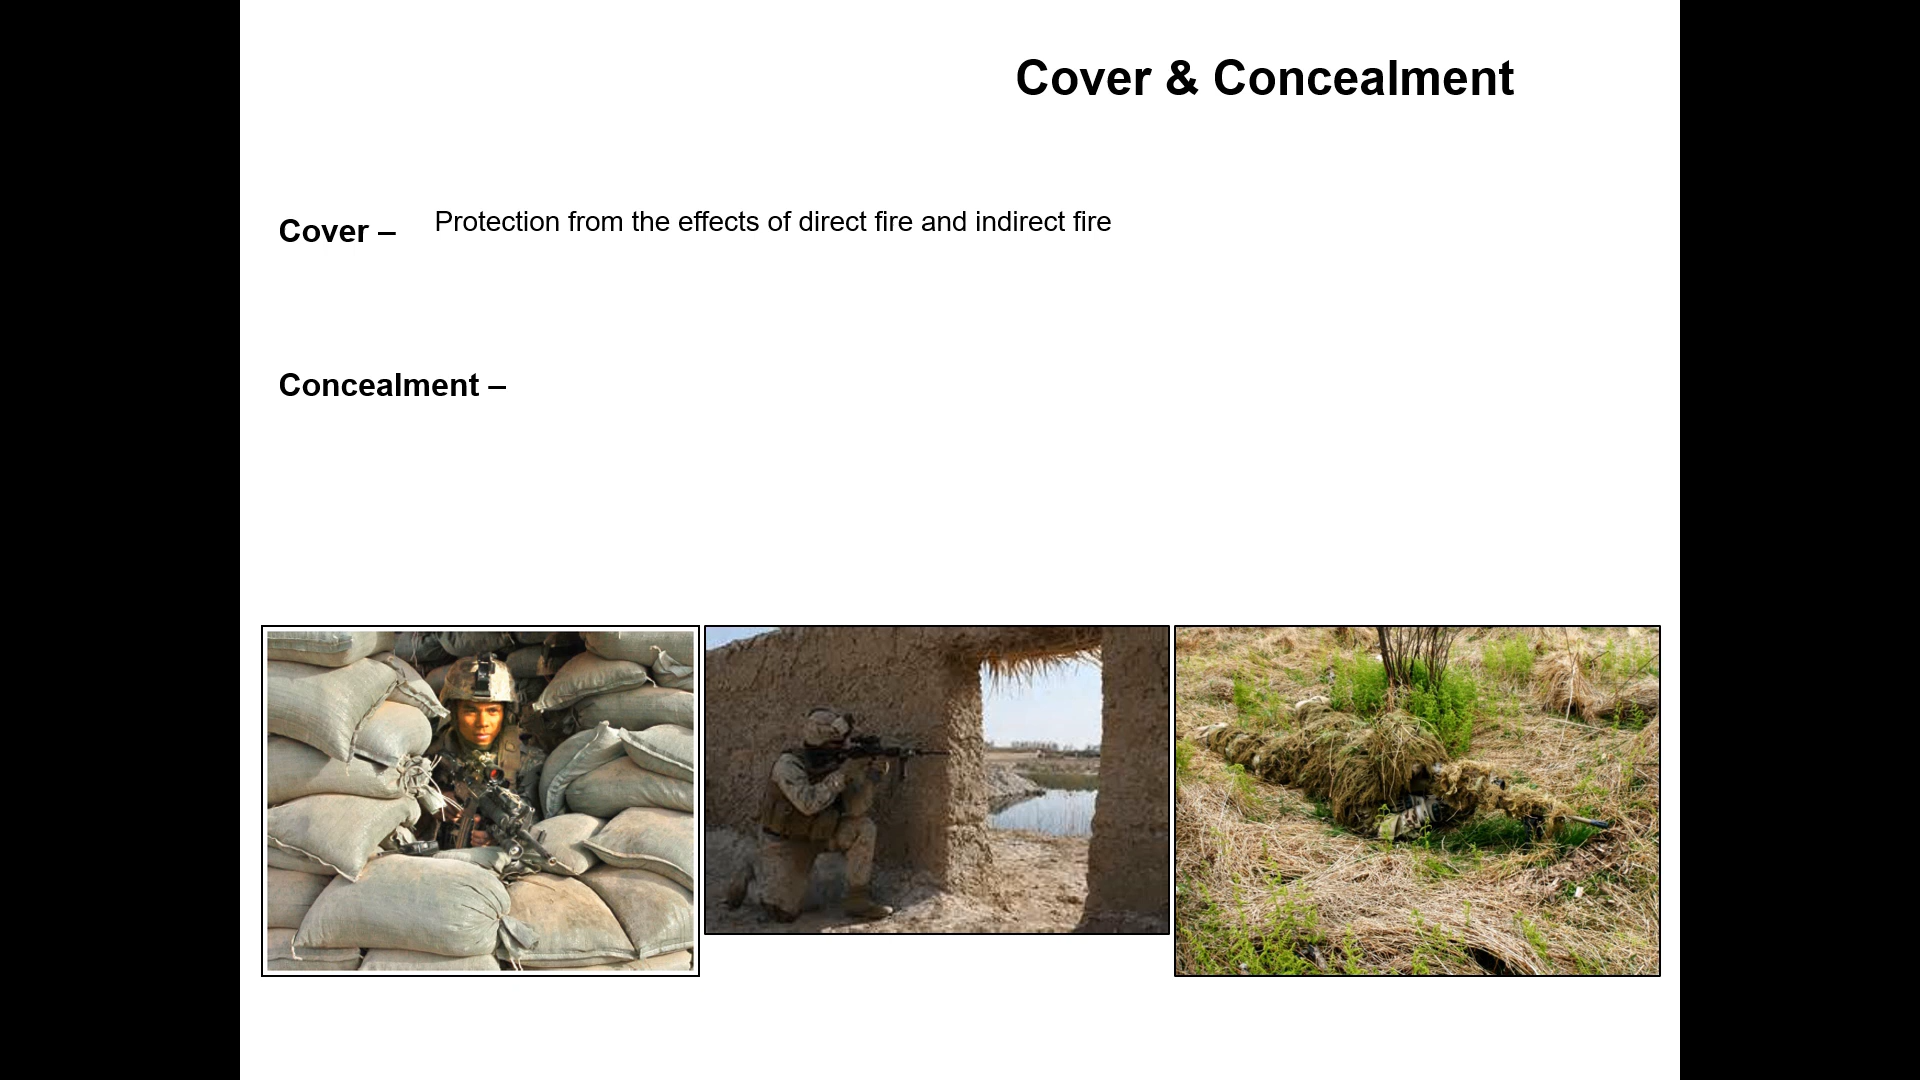 Cover & Concealment
Cover – Protection from the effects of direct fire and indirect fire
Concealment –